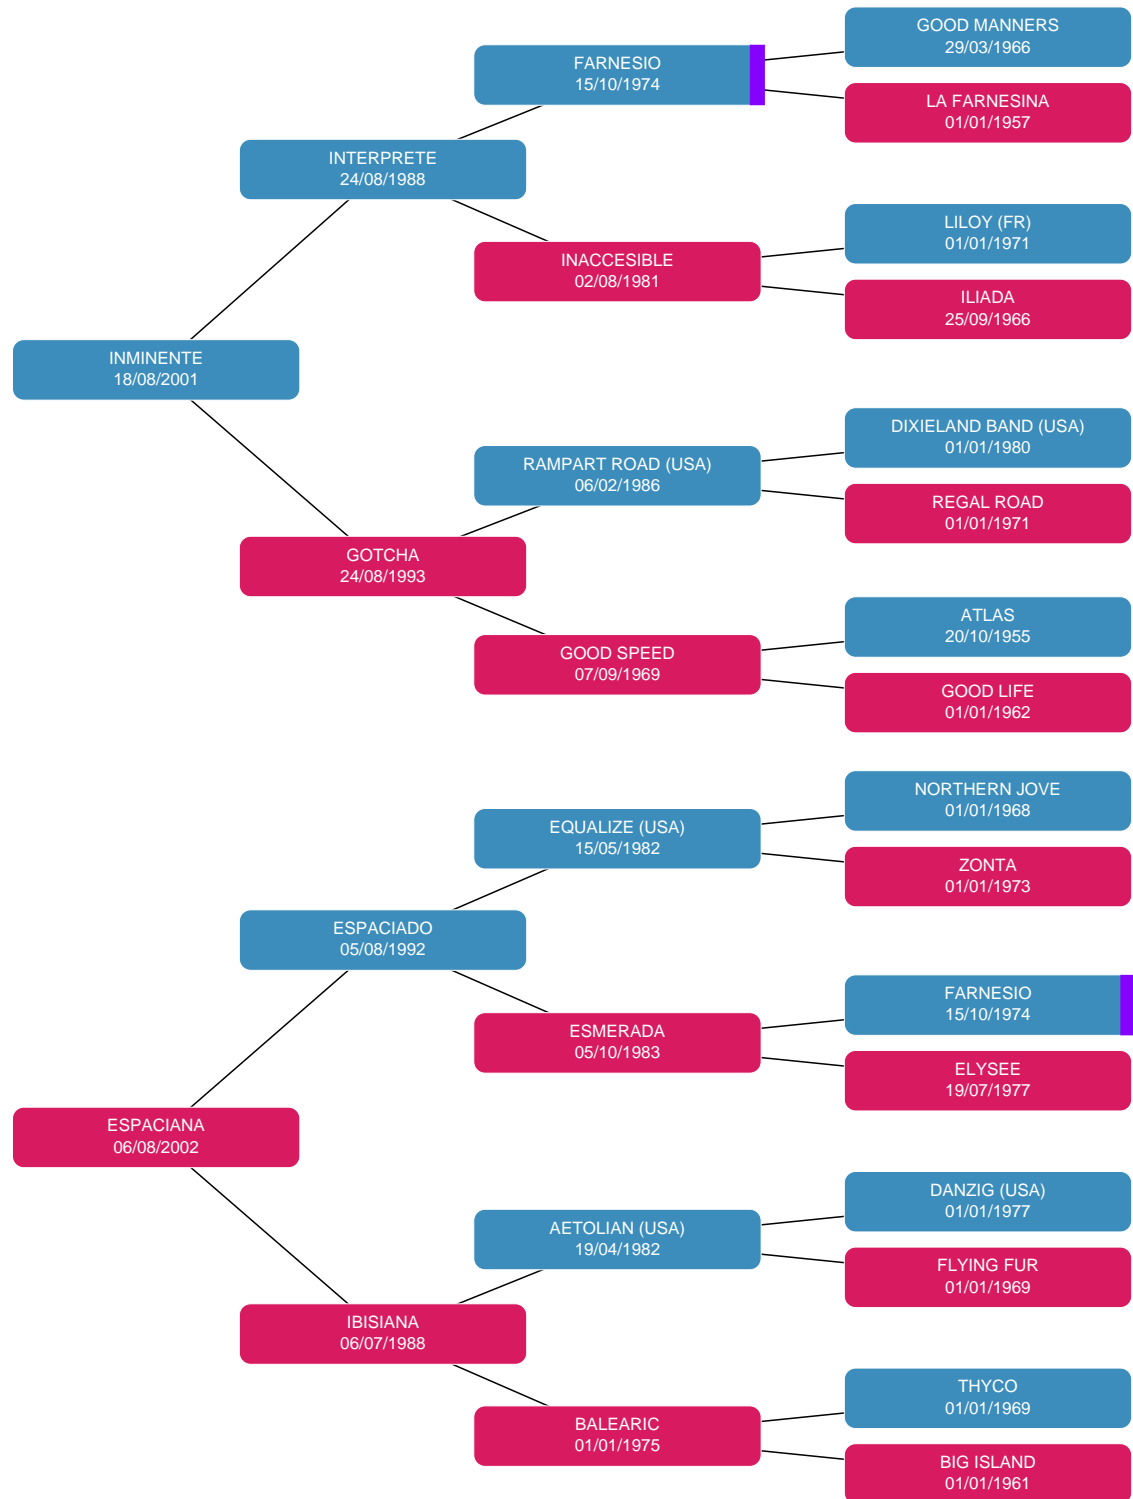 GOOD MANNERS
29/03/1966
FARNESIO
15/10/1974
LA FARNESINA
01/01/1957
INTERPRETE
24/08/1988
LILOY (FR)
01/01/1971
INACCESIBLE
02/08/1981
ILIADA
25/09/1966
INMINENTE
18/08/2001
DIXIELAND BAND (USA)
01/01/1980
RAMPART ROAD (USA)
06/02/1986
REGAL ROAD
01/01/1971
GOTCHA
24/08/1993
ATLAS
20/10/1955
GOOD SPEED
07/09/1969
GOOD LIFE
01/01/1962
NORTHERN JOVE
01/01/1968
EQUALIZE (USA)
15/05/1982
ZONTA
01/01/1973
ESPACIADO
05/08/1992
FARNESIO
15/10/1974
ESMERADA
05/10/1983
ELYSEE
19/07/1977
ESPACIANA
06/08/2002
DANZIG (USA)
01/01/1977
AETOLIAN (USA)
19/04/1982
FLYING FUR
01/01/1969
IBISIANA
06/07/1988
THYCO
01/01/1969
BALEARIC
01/01/1975
BIG ISLAND
01/01/1961